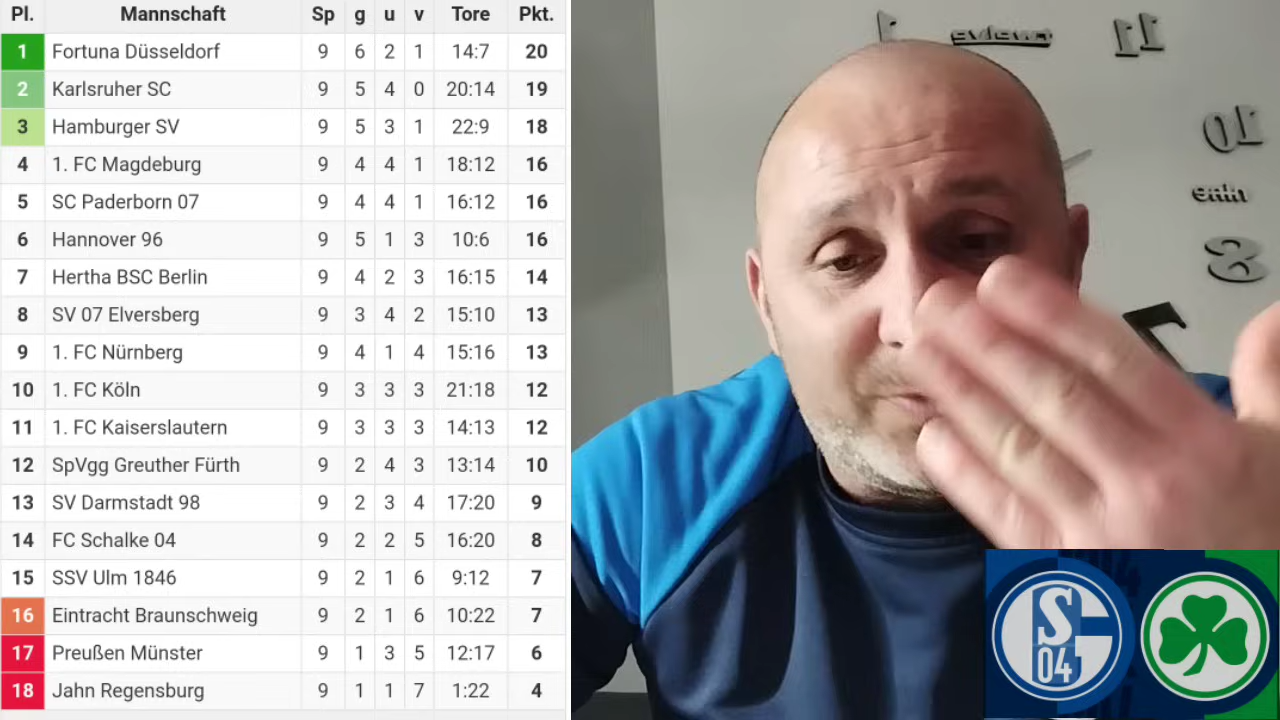 Pl. Mannschaft Sp g u v Tore Pkt.
1 Fortuna Düsseldorf 9 6 2 1 14:7 20
2 Karlsruher SC 9 5 4 0 20:14 19
3 Hamburger SV 9 5 3 1 22:9 18
4 1. FC Magdeburg 9 4 4 1 18:12 16
5 SC Paderborn 07 9 4 4 1 16:12 16
6 Hannover 96 9 5 1 3 10:6 16
7 Hertha BSC Berlin 9 4 2 3 16:15 14
8 SV 07 Elversberg 9 3 4 2 15:10 13
9 1. FC Nürnberg 9 4 1 4 15:16 13
10 1. FC Köln 9 3 3 3 21:18 12
11 1. FC Kaiserslautern 9 3 3 3 14:13 12
12 SpVgg Greuther Fürth 9 2 4 3 13:14 10
13 SV Darmstadt 98 9 2 3 4 17:20 9
14 FC Schalke 04 9 2 2 5 16:20 8
15 SSV Ulm 1846 9 2 1 6 9:12 7
16 Eintracht Braunschweig 9 2 1 6 10:22 7
17 Preußen Münster 9 1 3 5 12:17 6
18 Jahn Regensburg 9 1 1 7 1:22 4
twelve
11
10
nine
8
7
S
04